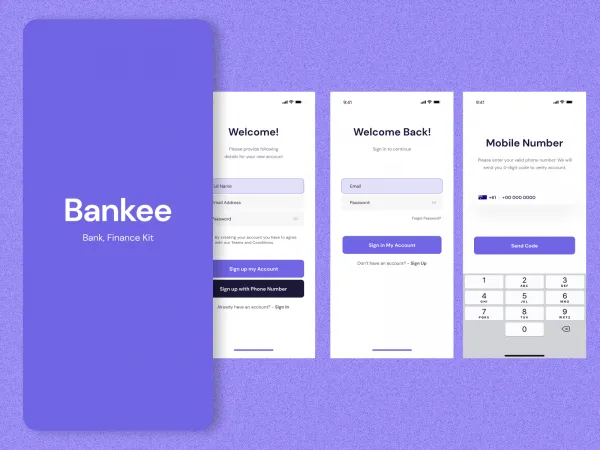 Bankee
Bank, Finance Kit
Welcome!
Please provide following
details for your new account
Full Name
Email Address
Password
By creating your account you have to agree
with our Terms and Conditions.
Sign up my Account
Sign up with Phone Number
Already have an account? - Sign In
9:41
Welcome Back!
Sign in to continue
Email
Password
Forgot Password?
Sign In My Account
Don't have an account? - Sign Up
9:41
Mobile Number
Please enter your valid phone number. We will
send you 4-digit code to verify account.
+61 +00 000 0000
Send Code
1 2 3
ABC DEF
4 5 6
GHI JKL MNO
7 8 9
PQRS TUV WXYZ
0